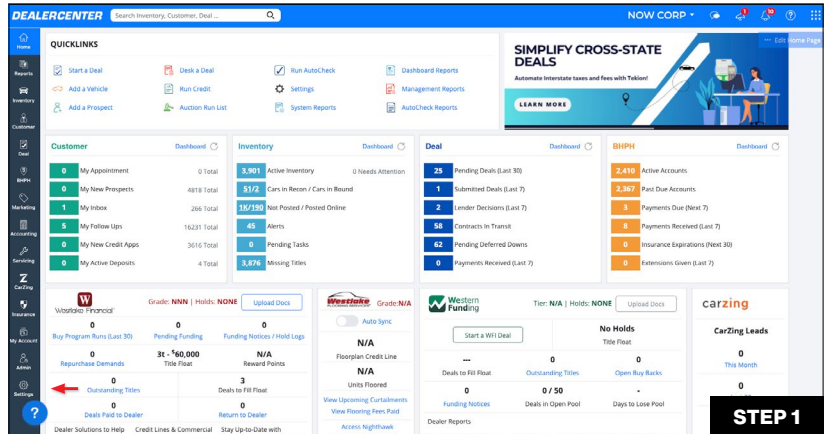 DEALERCENTER
Search Inventory, Customer, Deal ...
NOW CORP
Edit Home Page
Home
Reports
Inventory
Customer
Deal
BHPH
Marketing
Accounting
Servicing
CarZing
Insurance
My Account
Admin
Settings
?
QUICKLINKS
Start a Deal
Desk a Deal
Run AutoCheck
Dashboard Reports
Add a Vehicle
Run Credit
Settings
Management Reports
Add a Prospect
Auction Run List
System Reports
AutoCheck Reports
SIMPLIFY CROSS-STATE
DEALS
Automate Interstate taxes and fees with Tekion!
LEARN MORE
Customer Dashboard
0 My Appointment 0 Total
0 My New Prospects 4818 Total
1 My Inbox 266 Total
5 My Follow Ups 16231 Total
0 My New Credit Apps 3616 Total
0 My Active Deposits 4 Total
Inventory Dashboard
3,901 Active Inventory 0 Needs Attention
51/2 Cars in Recon / Cars in Bound
1K/190 Not Posted / Posted Online
45 Alerts
0 Pending Tasks
3,876 Missing Titles
Deal Dashboard
25 Pending Deals (Last 30)
1 Submitted Deals (Last 7)
2 Lender Decisions (Last 7)
58 Contracts In Transit
62 Pending Deferred Downs
0 Payments Received (Last 7)
BHPH Dashboard
2,410 Active Accounts
2,367 Past Due Accounts
3 Payments Due (Next 7)
8 Payments Received (Last 7)
0 Insurance Expirations (Next 30)
0 Extensions Given (Last 7)
W
Westlake Financial
Grade: NNN | Holds: NONE
Upload Docs
0 0 0
Buy Program Runs (Last 30) Pending Funding Funding Notices / Hold Logs
0 3t - $60,000 N/A
Repurchase Demands Title Float Reward Points
0 3
Outstanding Titles Deals to Fill Float
0 0
Deals Paid to Dealer Return to Dealer
Dealer Solutions to Help Credit Lines & Commercial Stay Up-to-Date with
Westlake
FLOORING SERVICES
Grade:N/A
Auto Sync
N/A
Floorplan Credit Line
N/A
Units Floored
View Upcoming Curtailments
View Flooring Fees Paid
Access Nighthawk
Western
Funding
Tier: N/A | Holds: NONE
Upload Docs
Start a WFI Deal
No Holds
Title Float
--- 0 0
Deals to Fill Float Outstanding Titles Open Buy Backs
0 0 / 50 -
Funding Notices Deals in Open Pool Days to Lose Pool
Dealer Reports
carzing
CarZing Leads
0
This Month
0
STEP 1